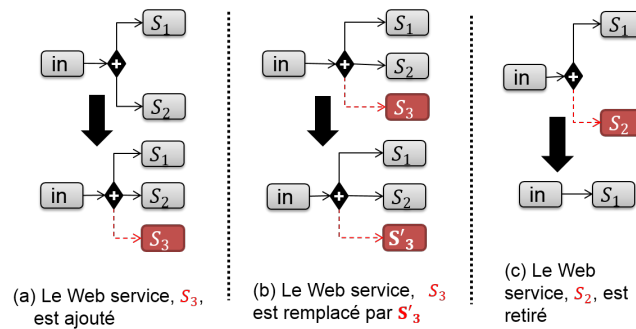 S₁
in
+
S₂
in
+
S₁
S₂
S₃
(a) Le Web service, S₃,
est ajouté
S₁
in
+
S₂
S₃
S₁
in
+
S₂
S'₃
(b) Le Web service, S₃
est remplacé par S'₃
S₁
in
+
S₂
in
S₁
(c) Le Web
service, S₂, est
retiré